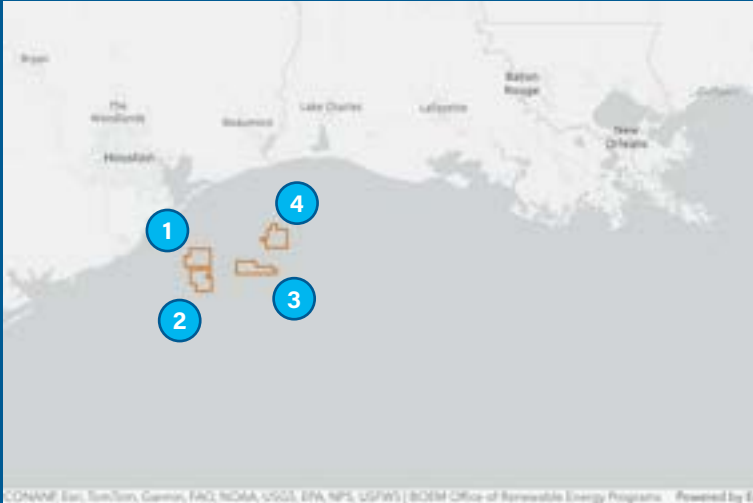 Bryan
The
Woodlands
Houston
Beaumont
Lake Charles
Lafayette
Baton
Rouge
New
Orleans
4
1
3
2
CONANP, Esri, TomTom, Garmin, FAO, NOAA, USGS, EPA, NPS, USFWS | BOEM Office of Renewable Energy Programs Powered by